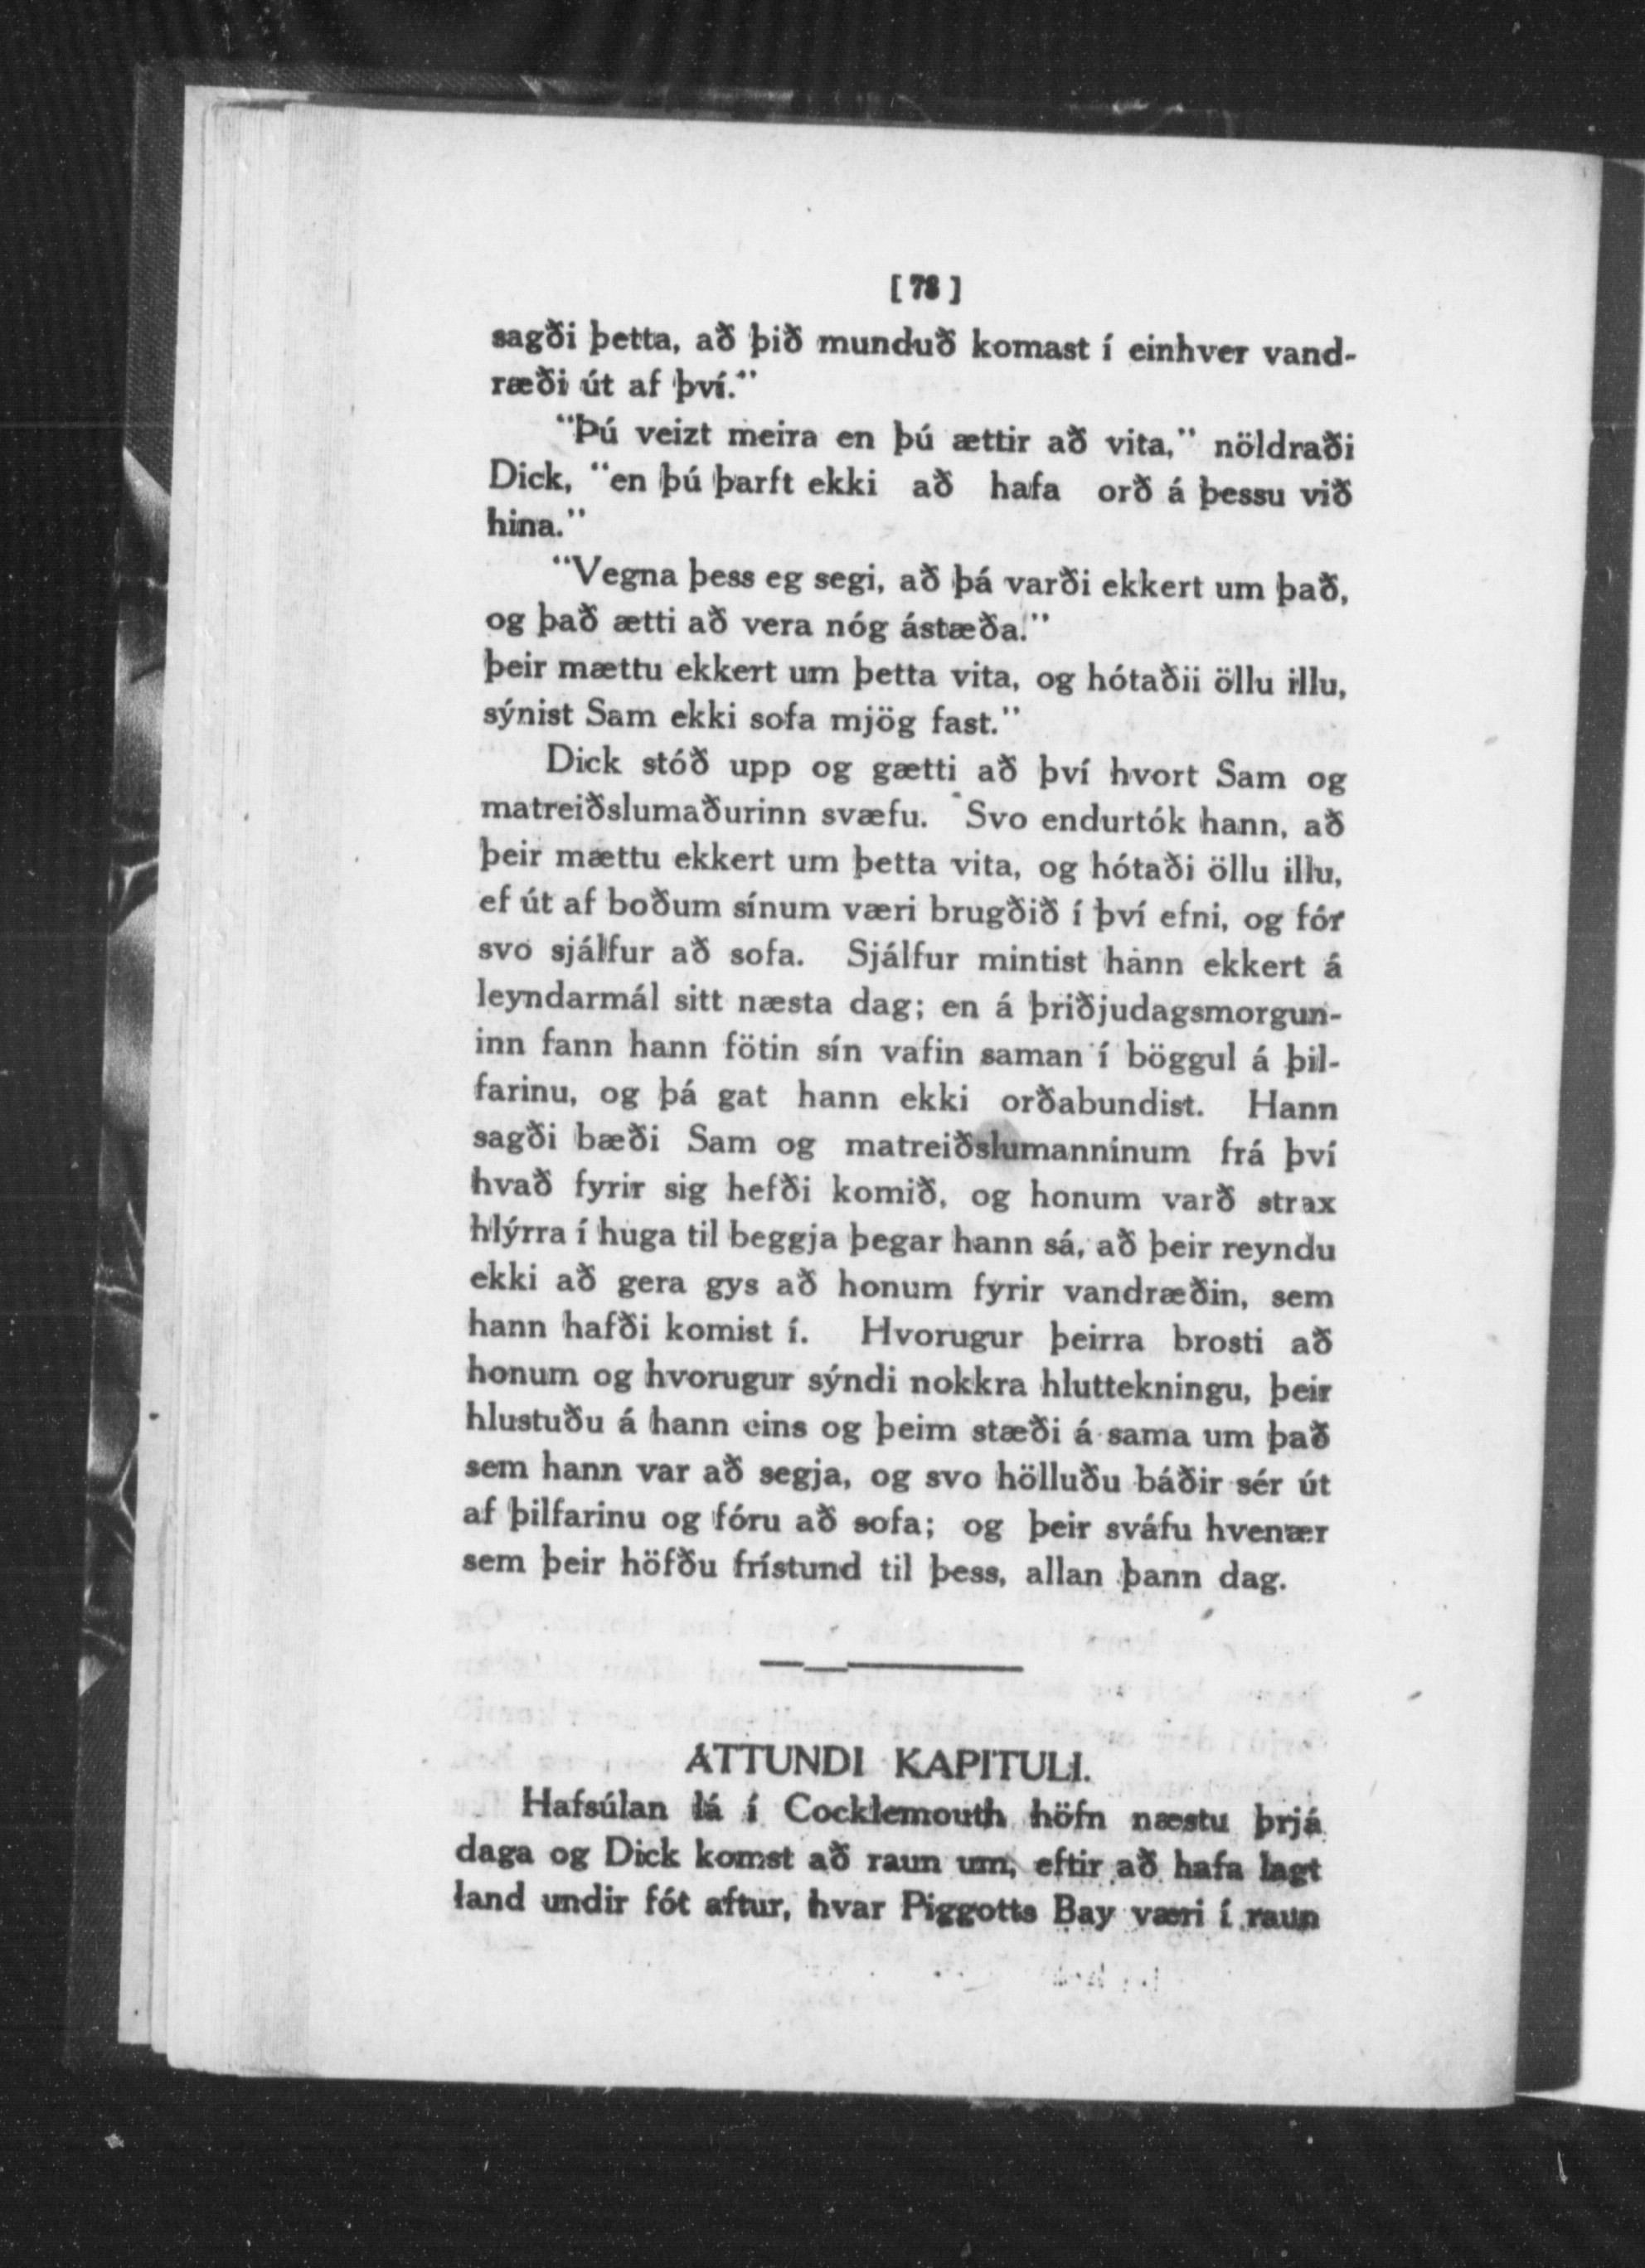 [ 78 ]
sagði þetta, að þið munduð komast í einhver vand-
ræði út af því."
"Þú veizt meira en þú ættir að vita," nöldraði
Dick, "en þú þarft ekki að hafa orð á þessu við
hina."
"Vegna þess eg segi, að þá varði ekkert um það,
og það ætti að vera nóg ástæða."
þeir mættu ekkert um þetta vita, og hótaðii öllu illu,
sýnist Sam ekki sofa mjög fast."
Dick stóð upp og gætti að því hvort Sam og
matreiðslumaðurinn svæfu. Svo endurtók hann, að
þeir mættu ekkert um þetta vita, og hótaði öllu illu,
ef út af boðum sínum væri brugðið í því efni, og fór
svo sjálfur að sofa. Sjálfur mintist hann ekkert á
leyndarmál sitt næsta dag; en á þriðjudagsmorgun-
inn fann hann fötin sín vafin saman í böggul á þil-
farinu, og þá gat hann ekki orðabundist. Hann
sagði bæði Sam og matreiðslumanninum frá því
hvað fyrir sig hefði komið, og honum varð strax
hlýrra í huga til beggja þegar hann sá, að þeir reyndu
ekki að gera gys að honum fyrir vandræðin, sem
hann hafði komist í. Hvorugur þeirra brosti að
honum og hvorugur sýndi nokkra hluttekningu, þeir
hlustuðu á hann eins og þeim stæði á sama um það
sem hann var að segja, og svo hölluðu báðir sér út
af þilfarinu og fóru að sofa; og þeir sváfu hvenær
sem þeir höfðu frístund til þess, allan þann dag.
ÁTTUNDI KAPITULI.
Hafsúlan lá í Cocklemouth höfn næstu þrjá
daga og Dick komst að raun um, eftir að hafa lagt
land undir fót aftur, hvar Piggotts Bay væri í raun